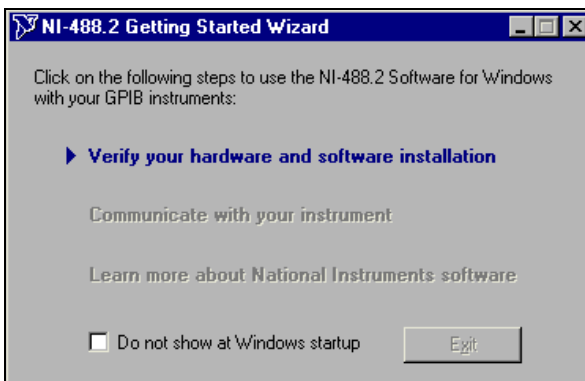 NI-488.2 Getting Started Wizard
Click on the following steps to use the NI-488.2 Software for Windows
with your GPIB instruments:
Verify your hardware and software installation
Communicate with your instrument
Learn more about National Instruments software
Do not show at Windows startup
Exit